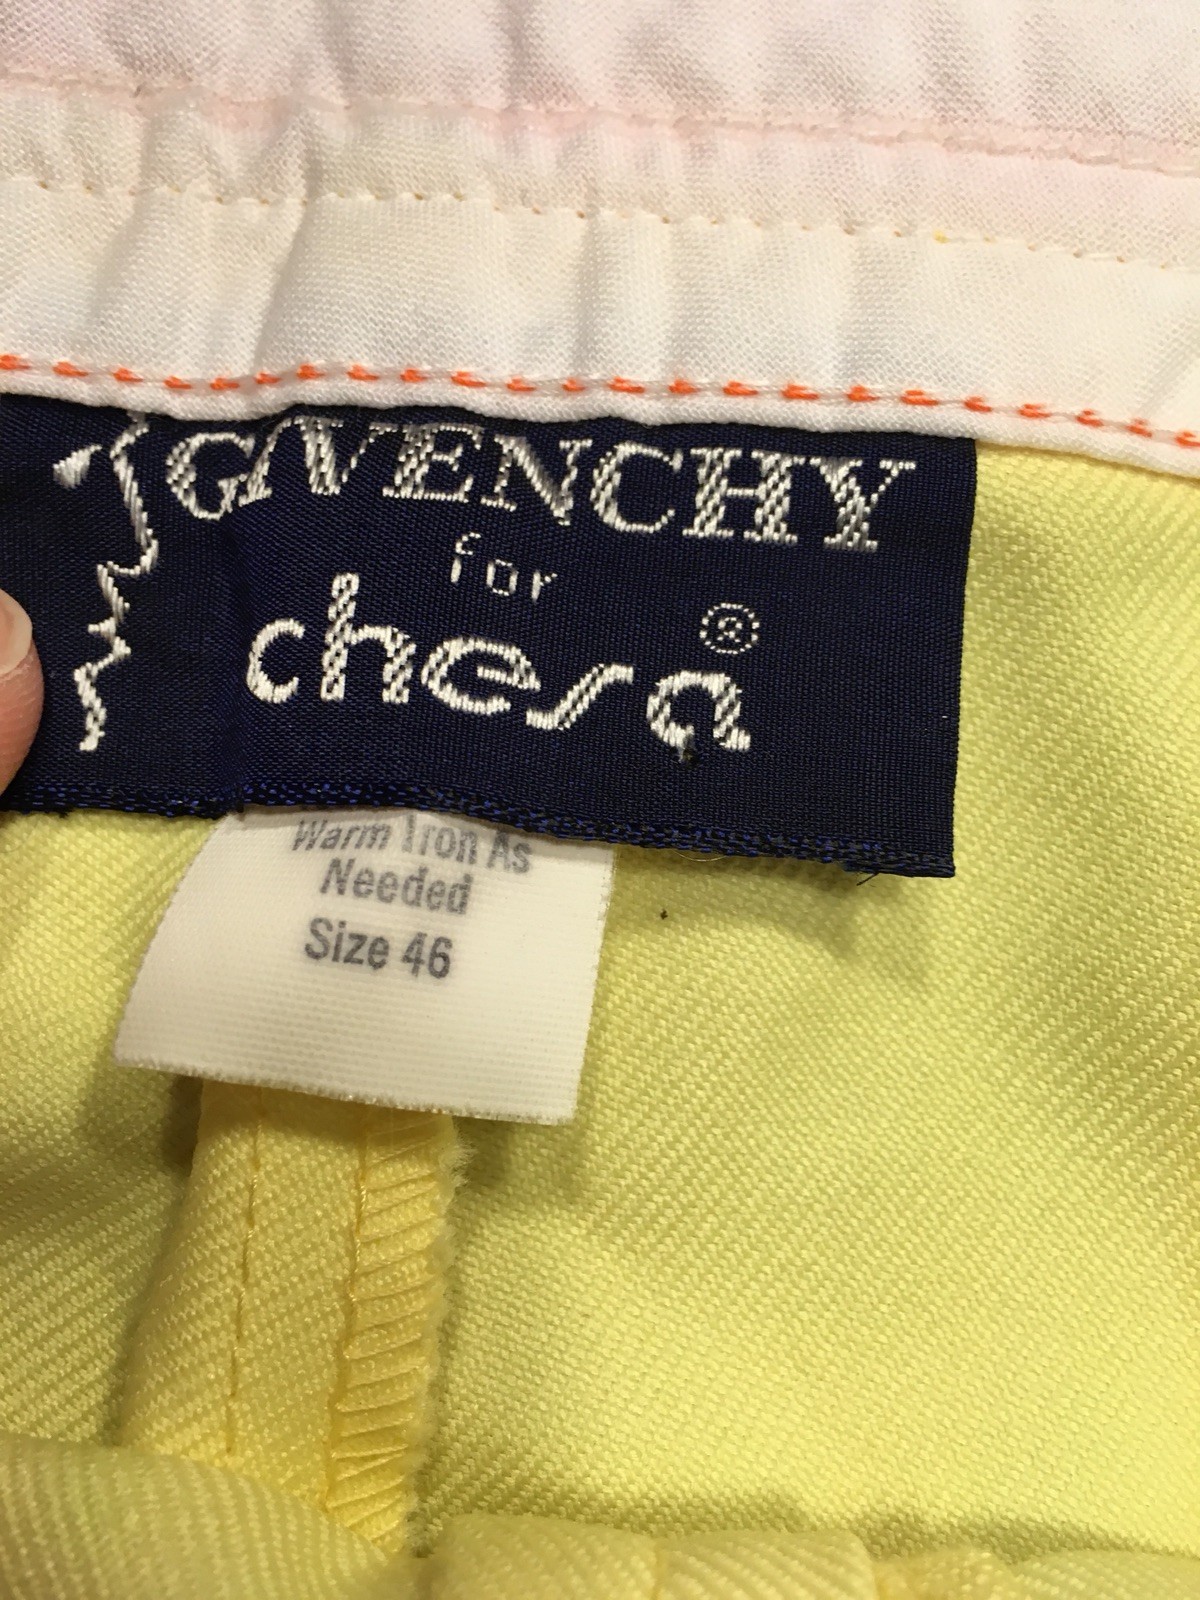 GIVENCHY
for
chesa ®
Warm Iron As
Needed
Size 46